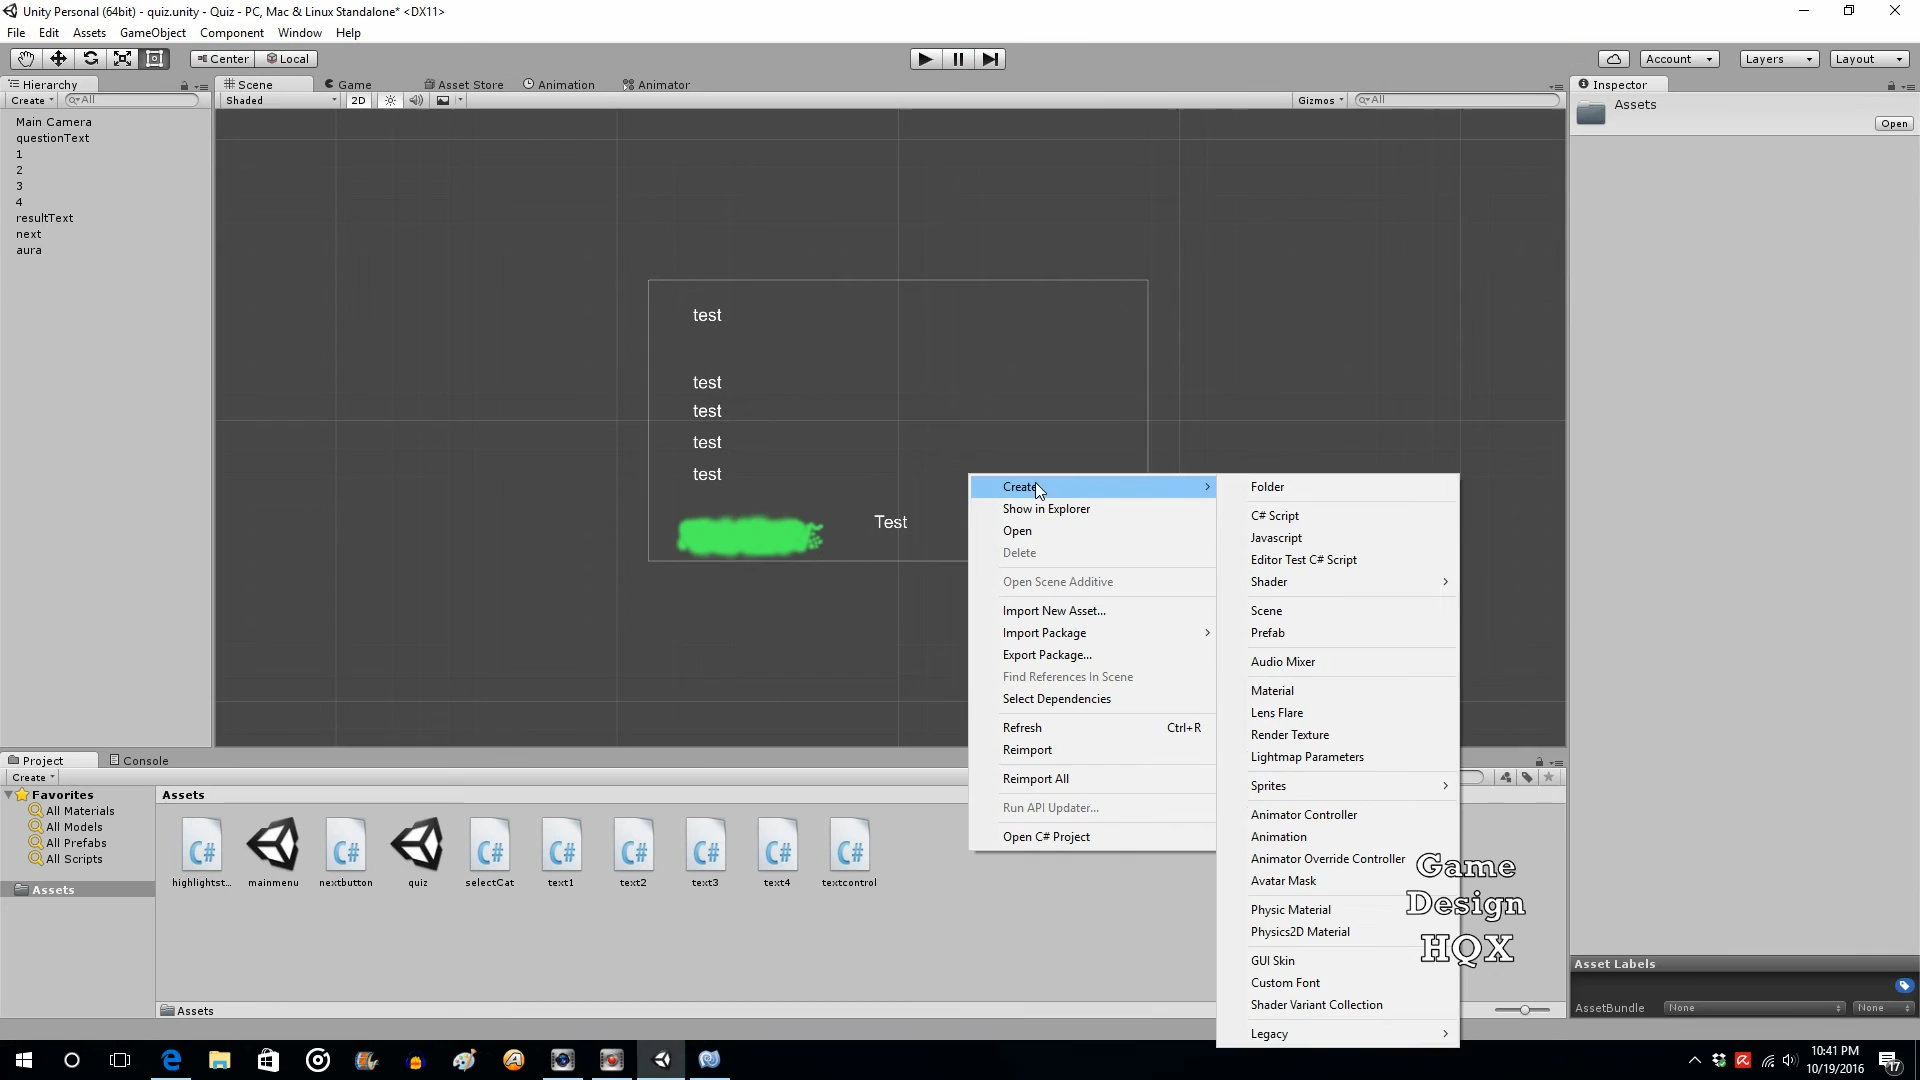 Unity Personal (64bit) - quiz.unity - Quiz - PC, Mac & Linux Standalone* <DX11>
File Edit Assets GameObject Component Window Help
Center Local Account Layers Layout
Hierarchy Scene Game Asset Store Animation Animator Inspector
Create All Shaded 2D Gizmos All Assets
Open
Main Camera
questionText
1
2
3
4
resultText
next
aura
test
test
test
test
test
Test
Create
Show in Explorer
Open
Delete
Open Scene Additive
Import New Asset...
Import Package
Export Package...
Find References In Scene
Select Dependencies
Refresh Ctrl+R
Reimport
Reimport All
Run API Updater...
Open C# Project
Folder
C# Script
Javascript
Editor Test C# Script
Shader
Scene
Prefab
Audio Mixer
Material
Lens Flare
Render Texture
Lightmap Parameters
Sprites
Animator Controller
Animation
Animator Override Controller
Avatar Mask
Physic Material
Physics2D Material
GUI Skin
Custom Font
Shader Variant Collection
Legacy
Project Console
Create
Favorites
All Materials
All Models
All Prefabs
All Scripts
Assets
Assets
C# C# C# C# C# C# C# C#
highlightst... mainmenu nextbutton quiz selectCat text1 text2 text3 text4 textcontrol
Assets
Game
Design
HQX
Asset Labels
AssetBundle None None
10:41 PM
10/19/2016
17